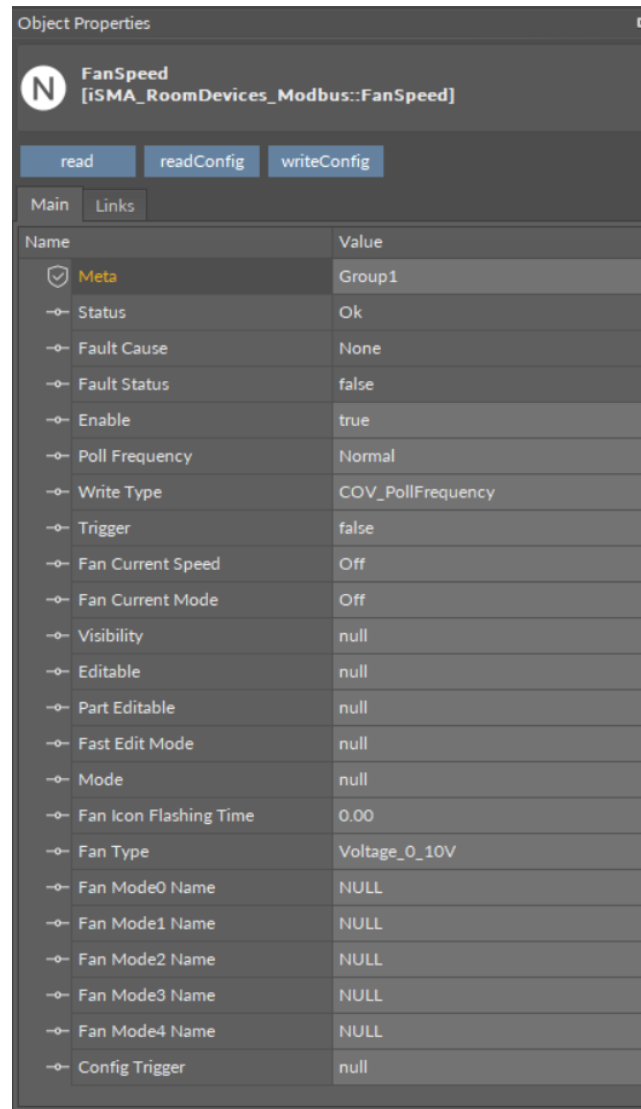 Object Properties
N
FanSpeed
[iSMA_RoomDevices_Modbus::FanSpeed]
read readConfig writeConfig
Main Links
Name Value
Meta Group1
Status Ok
Fault Cause None
Fault Status false
Enable true
Poll Frequency Normal
Write Type COV_PollFrequency
Trigger false
Fan Current Speed Off
Fan Current Mode Off
Visibility null
Editable null
Part Editable null
Fast Edit Mode null
Mode null
Fan Icon Flashing Time 0.00
Fan Type Voltage_0_10V
Fan Mode0 Name NULL
Fan Mode1 Name NULL
Fan Mode2 Name NULL
Fan Mode3 Name NULL
Fan Mode4 Name NULL
Config Trigger null